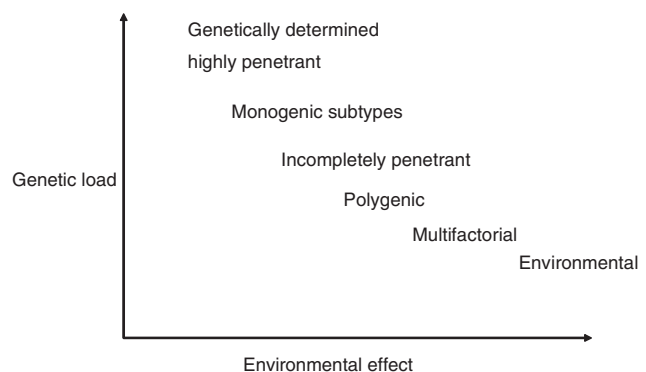 Genetically determined
highly penetrant
Monogenic subtypes
Incompletely penetrant
Genetic load
Polygenic
Multifactorial
Environmental
Environmental effect